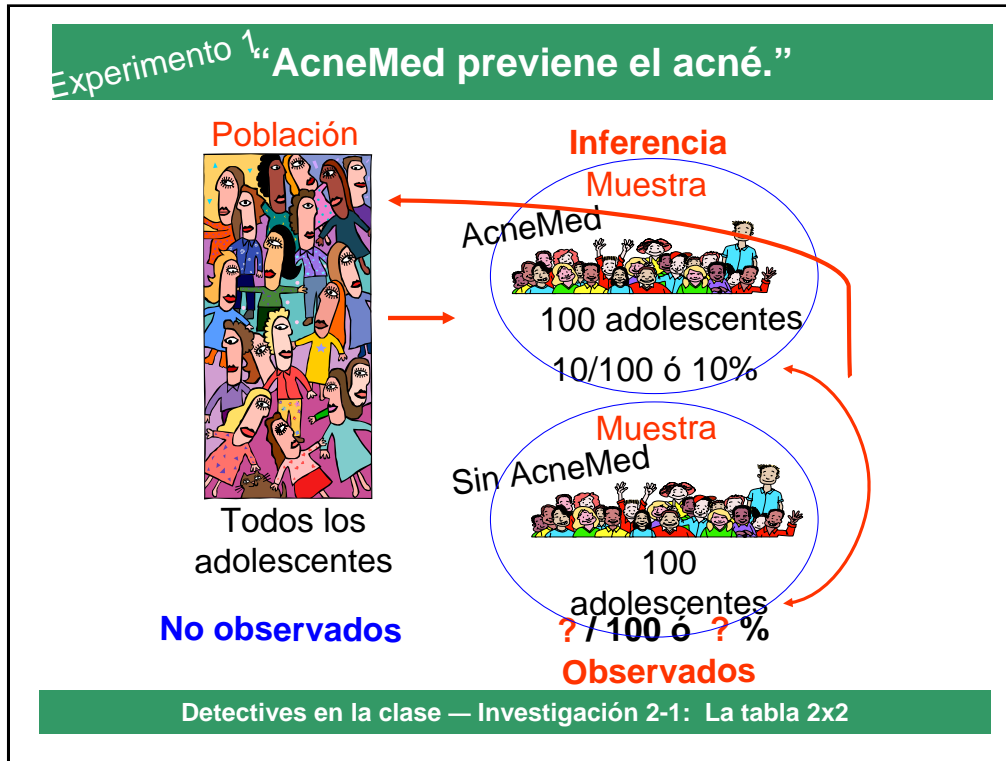 Experimento 1
“AcneMed previene el acné.”
Población
Todos los
adolescentes
No observados
Inferencia
Muestra
AcneMed
100 adolescentes
10/100 ó 10%
Muestra
Sin AcneMed
100
adolescentes
? / 100 ó ? %
Observados
Detectives en la clase — Investigación 2-1: La tabla 2x2